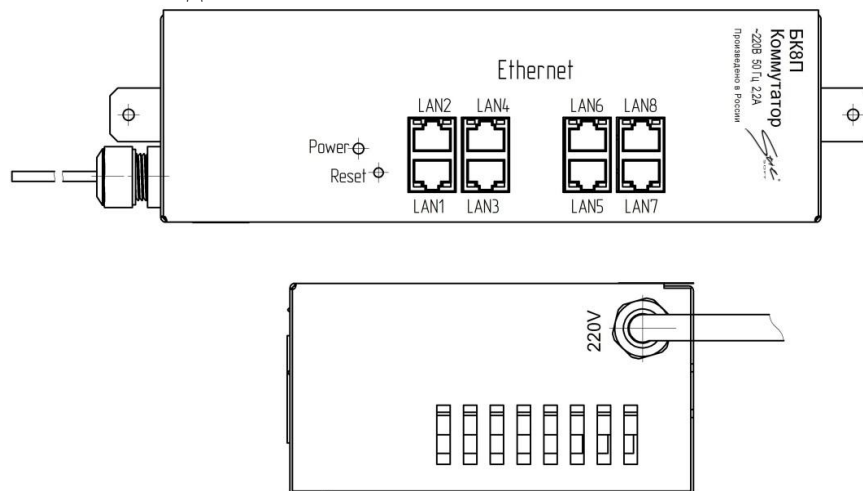 Ethernet
LAN2 LAN4 LAN6 LAN8
Power
Reset
LAN1 LAN3 LAN5 LAN7
БК8П
Коммутатор
~220В 50 Гц 2.2А
Произведено в России
220V